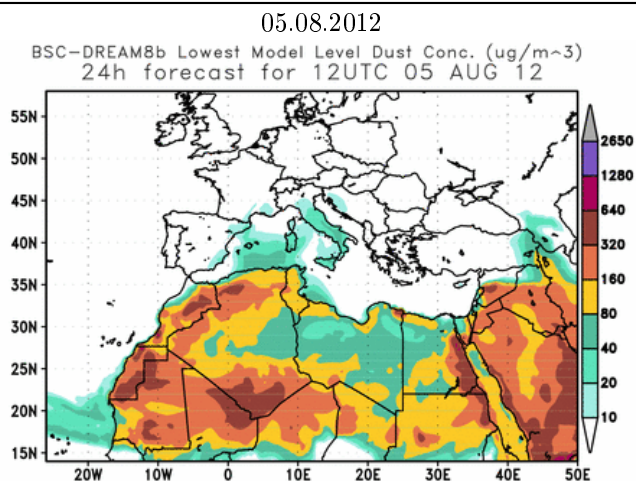 05.08.2012
BSC-DREAM8b Lowest Model Level Dust Conc. (ug/m^3)
24h forecast for 12UTC 05 AUG 12
55N
50N
45N
40N
35N
30N
25N
20N
15N
20W 10W 0 10E 20E 30E 40E 50E
2650
1280
640
320
160
80
40
20
10